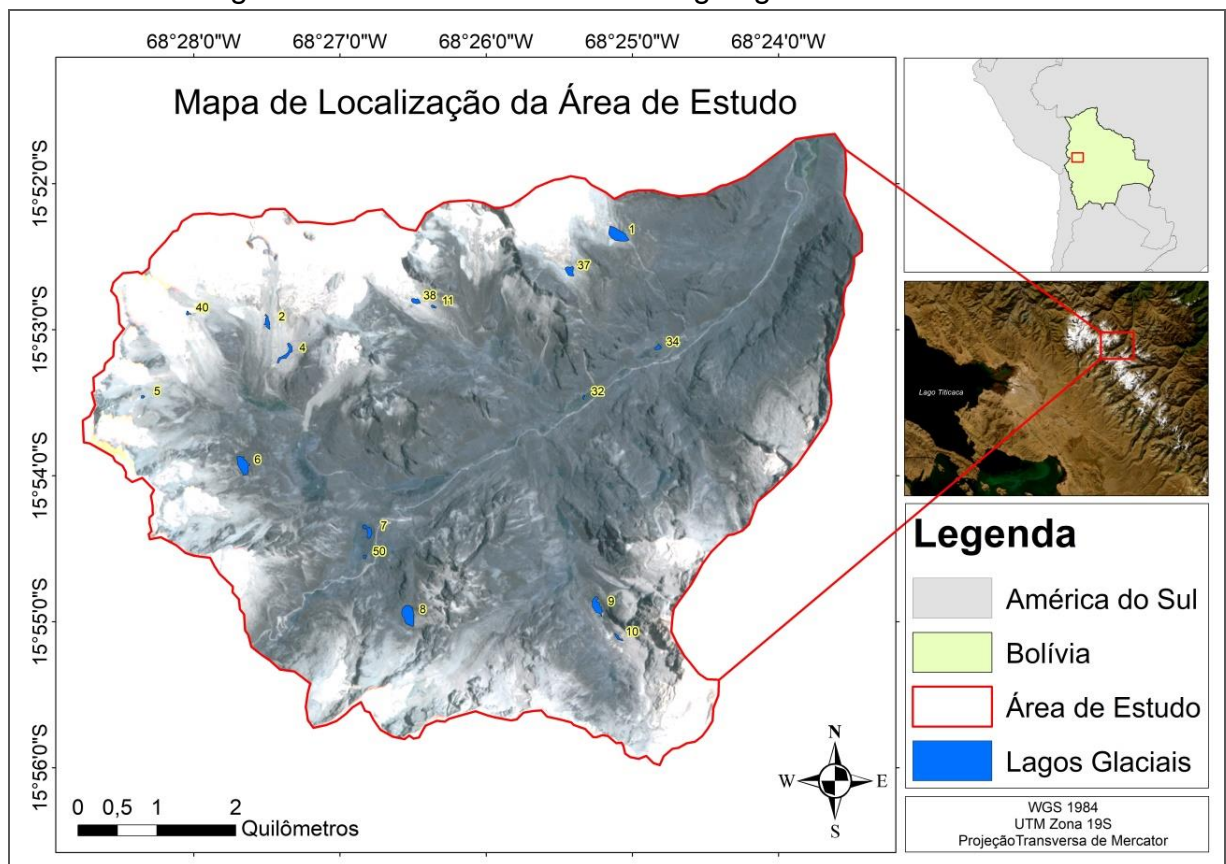 68°28'0"W 68°27'0"W 68°26'0"W 68°25'0"W 68°24'0"W
Mapa de Localização da Área de Estudo
15°52'0"S
15°53'0"S
15°54'0"S
15°55'0"S
15°56'0"S
1
37
38
11
40
2
4
34
5
32
6
7
50
8
9
10
0 0,5 1 2
Quilômetros
N
W E
S
Lago Titicaca
Legenda
América do Sul
Bolívia
Área de Estudo
Lagos Glaciais
WGS 1984
UTM Zona 19S
ProjeçãoTransversa de Mercator